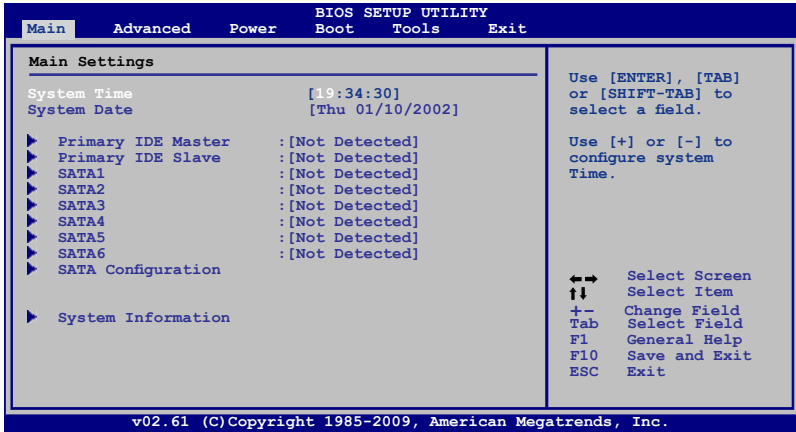 BIOS SETUP UTILITY
Main Advanced Power Boot Tools Exit
Main Settings
System Time [19:34:30]
System Date [Thu 01/10/2002]
Primary IDE Master :[Not Detected]
Primary IDE Slave :[Not Detected]
SATA1 :[Not Detected]
SATA2 :[Not Detected]
SATA3 :[Not Detected]
SATA4 :[Not Detected]
SATA5 :[Not Detected]
SATA6 :[Not Detected]
SATA Configuration
System Information
Use [ENTER], [TAB]
or [SHIFT-TAB] to
select a field.
Use [+] or [-] to
configure system
Time.
←→ Select Screen
↑↓ Select Item
+- Change Field
Tab Select Field
F1 General Help
F10 Save and Exit
ESC Exit
v02.61 (C)Copyright 1985-2009, American Megatrends, Inc.